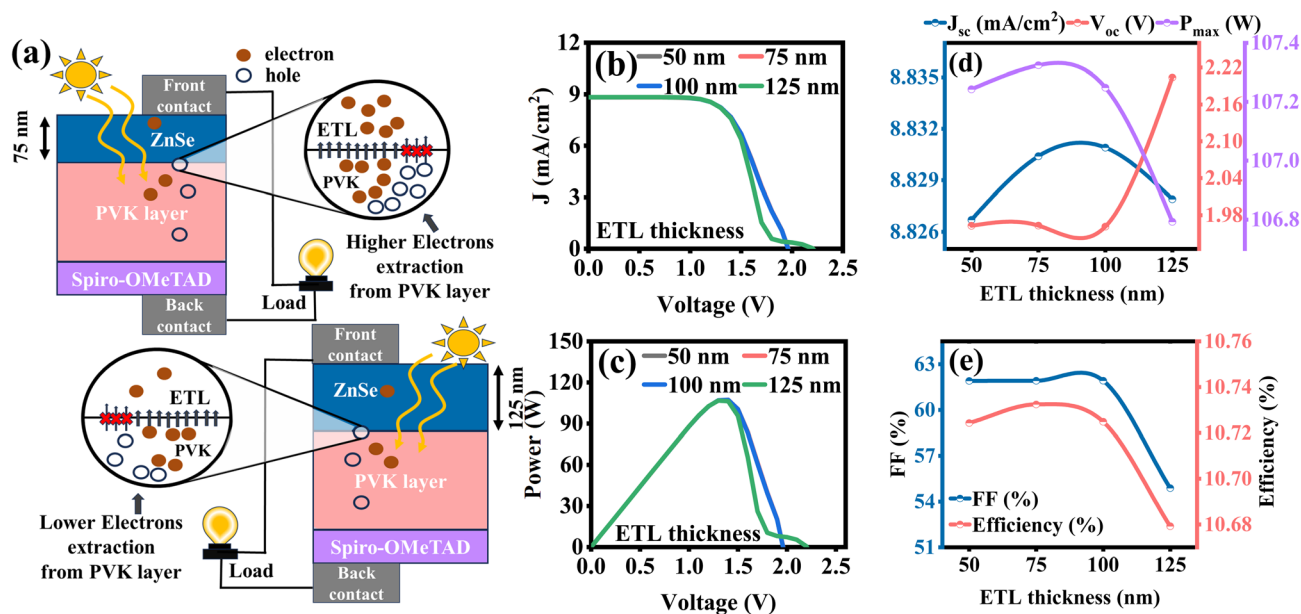 (a)
electron
hole
Front
contact
ZnSe
75 nm
PVK layer
Spiro-OMeTAD
Back
contact
ETL
PVK
Higher Electrons
extraction
from PVK layer
Load
Front
contact
ZnSe
125 nm
PVK layer
Spiro-OMeTAD
Back
contact
ETL
PVK
Lower Electrons
extraction
from PVK layer
Load
(b)
50 nm 75 nm
100 nm 125 nm
12
9
6
3
0
J (mA/cm²)
ETL thickness
0.0 0.5 1.0 1.5 2.0 2.5
Voltage (V)
(c)
50 nm 75 nm
100 nm 125 nm
150
120
90
60
30
0
Power (W)
ETL thickness
0.0 0.5 1.0 1.5 2.0 2.5
Voltage (V)
Jsc (mA/cm²) Voc (V) Pmax (W)
(d)
8.835
8.832
8.829
8.826
2.22
2.16
2.10
2.04
1.98
107.4
107.2
107.0
106.8
50 75 100 125
ETL thickness (nm)
(e)
63
60
57
54
51
FF (%)
FF (%)
Efficiency (%)
10.76
10.74
10.72
10.70
10.68
Efficiency (%)
50 75 100 125
ETL thickness (nm)